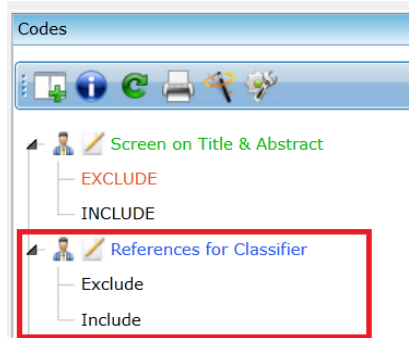 Codes
Screen on Title & Abstract
EXCLUDE
INCLUDE
References for Classifier
Exclude
Include